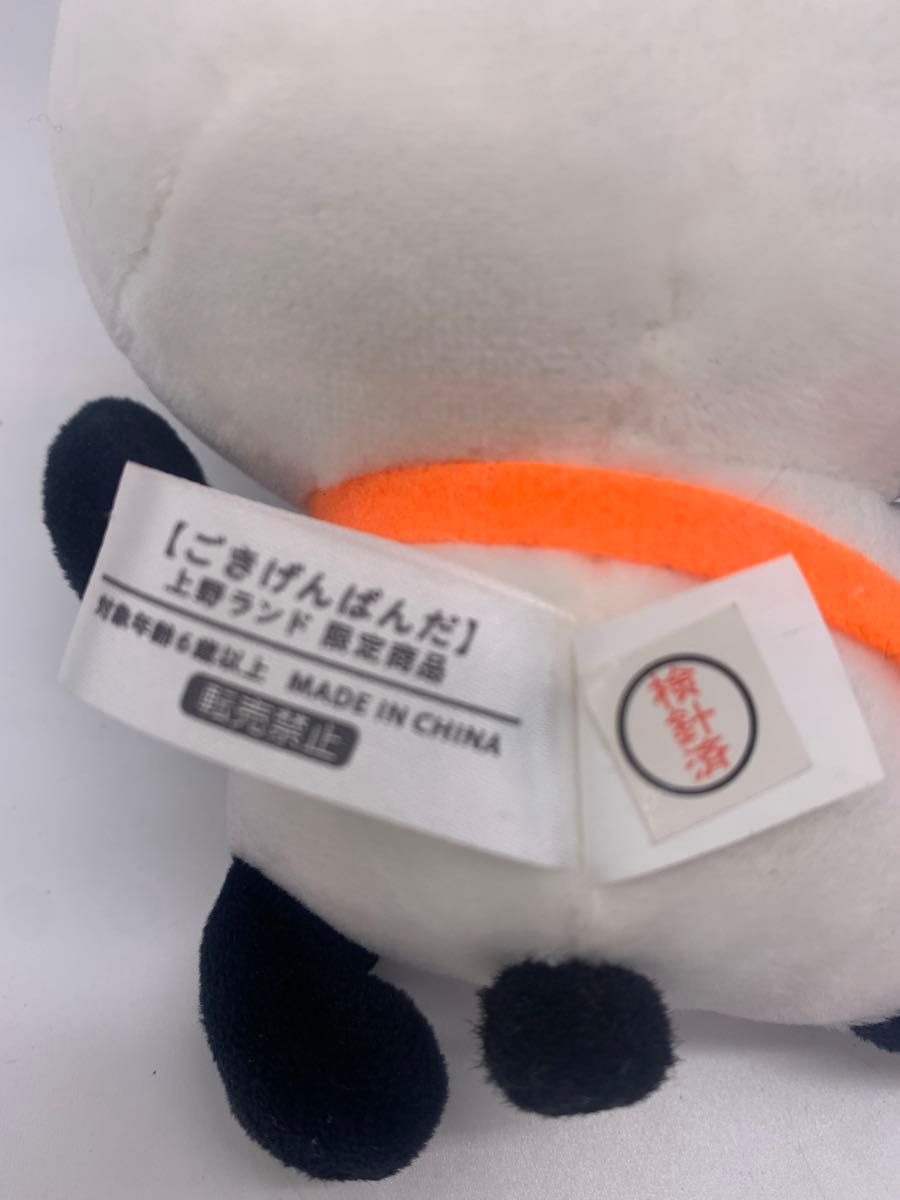 【ごきげんぱんだ】
上野ランド 限定商品
対象年齢6歳以上 MADE IN CHINA
転売禁止
検針済